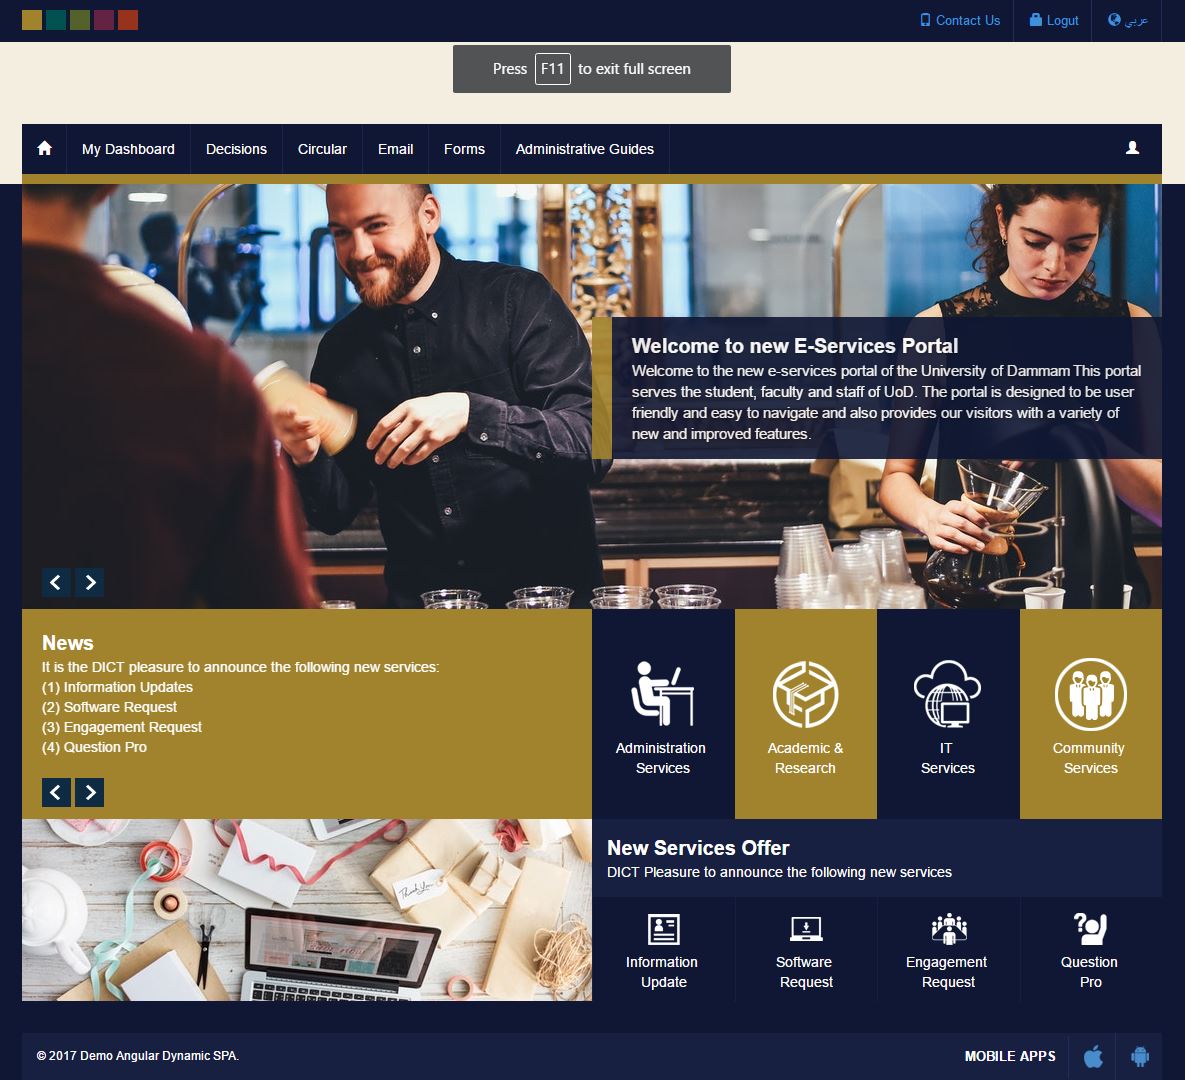 Contact Us
Logut
عربي
Press F11 to exit full screen
My Dashboard
Decisions
Circular
Email
Forms
Administrative Guides
Welcome to new E-Services Portal
Welcome to the new e-services portal of the University of Dammam This portal
serves the student, faculty and staff of UoD. The portal is designed to be user
friendly and easy to navigate and also provides our visitors with a variety of
new and improved features.
News
It is the DICT pleasure to announce the following new services:
(1) Information Updates
(2) Software Request
(3) Engagement Request
(4) Question Pro
Administration
Services
Academic &
Research
IT
Services
Community
Services
Thank You
New Services Offer
DICT Pleasure to announce the following new services
Information
Update
Software
Request
Engagement
Request
Question
Pro
© 2017 Demo Angular Dynamic SPA.
MOBILE APPS